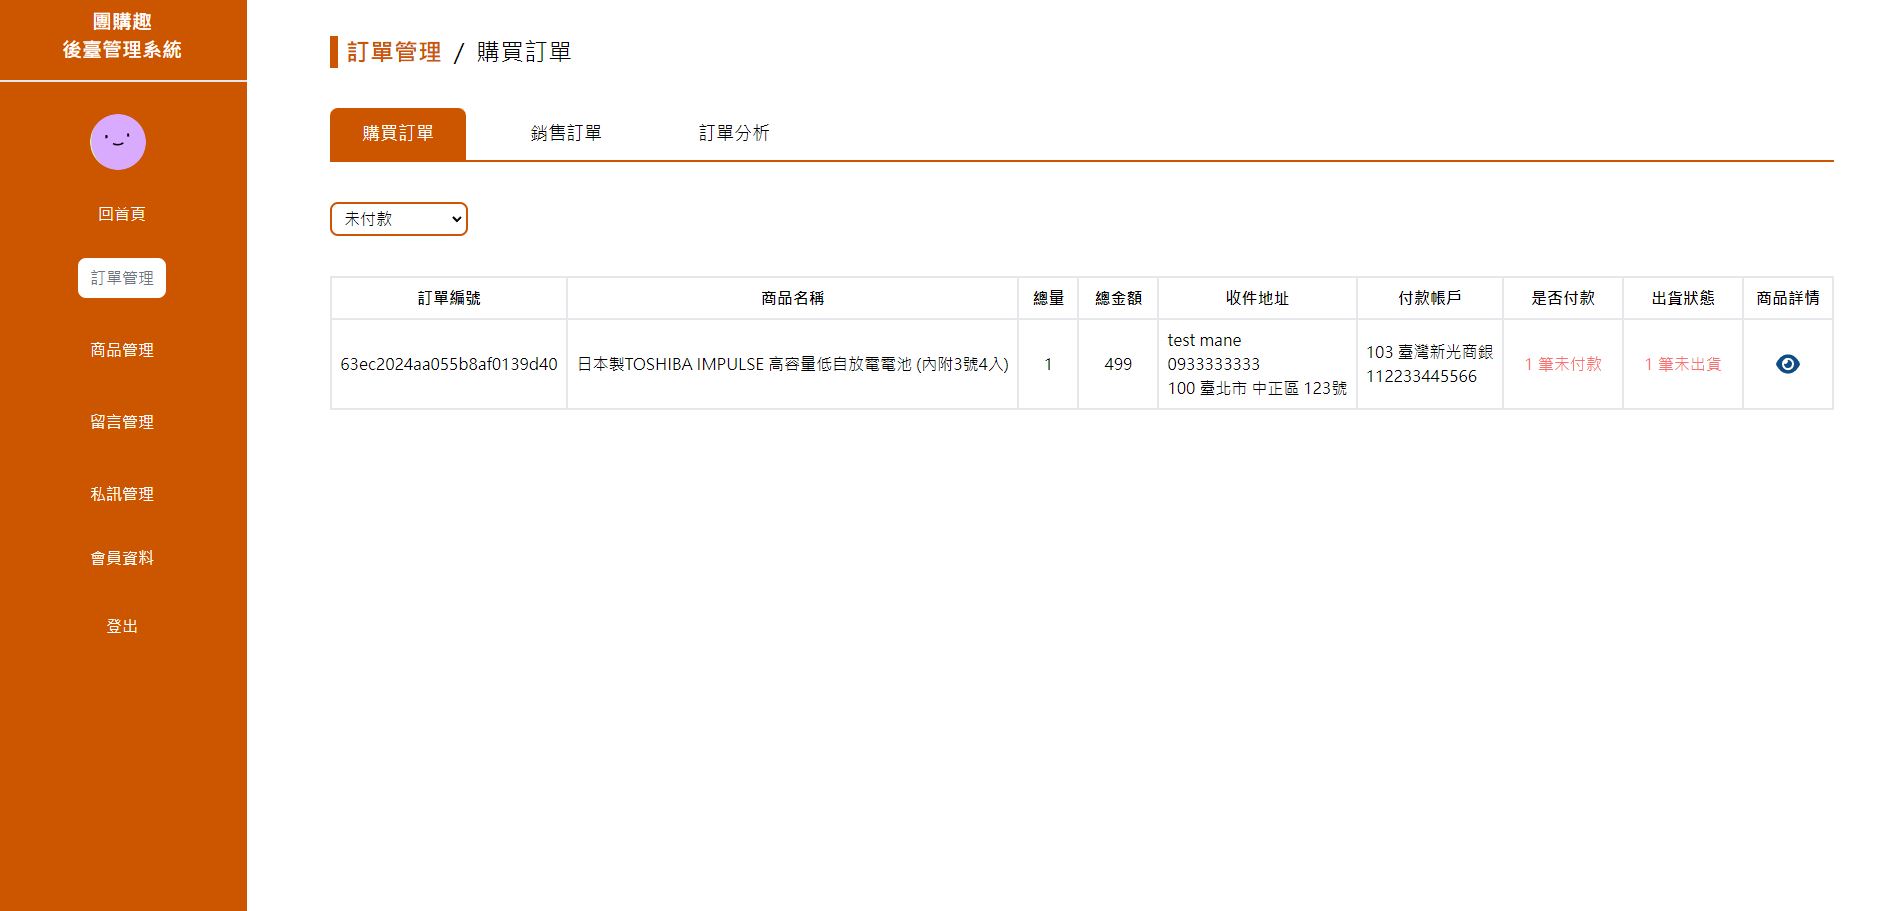 團購趣
後臺管理系統
回首頁
訂單管理
商品管理
留言管理
私訊管理
會員資料
登出
訂單管理 / 購買訂單
購買訂單 銷售訂單 訂單分析
未付款
訂單編號 商品名稱 總量 總金額 收件地址 付款帳戶 是否付款 出貨狀態 商品詳情
63ec2024aa055b8af0139d40 日本製TOSHIBA IMPULSE 高容量低自放電電池 (內附3號4入) 1 499
test mane
0933333333
100 臺北市 中正區 123號
103 臺灣新光商銀
112233445566
1 筆未付款 1 筆未出貨